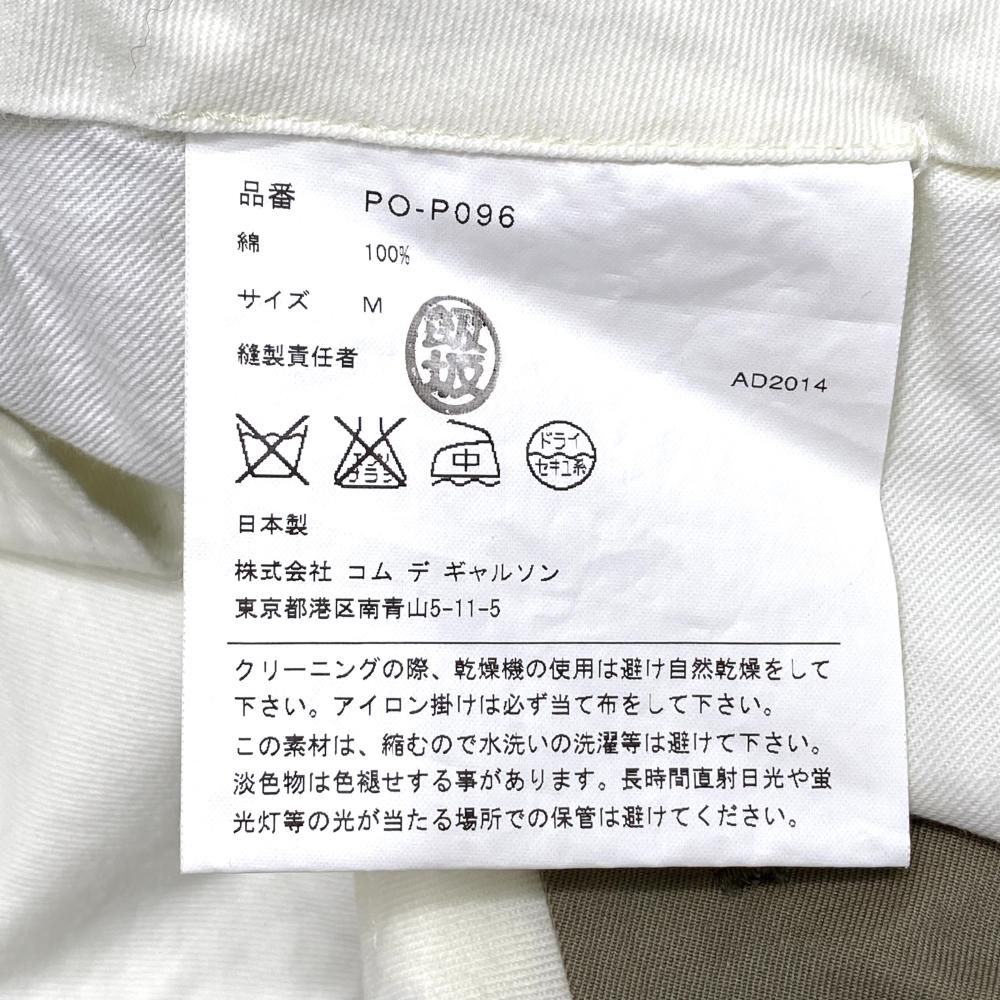 品番 PO-P096
綿 100%
サイズ M
縫製責任者 飯坂
AD2014
エンソ
サラシ
中
ドライ
セキユ系
日本製
株式会社 コム デ ギャルソン
東京都港区南青山5-11-5
クリーニングの際、乾燥機の使用は避け自然乾燥をして
下さい。アイロン掛けは必ず当て布をして下さい。
この素材は、縮むので水洗いの洗濯等は避けて下さい。
淡色物は色褪せする事があります。長時間直射日光や蛍
光灯等の光が当たる場所での保管は避けてください。